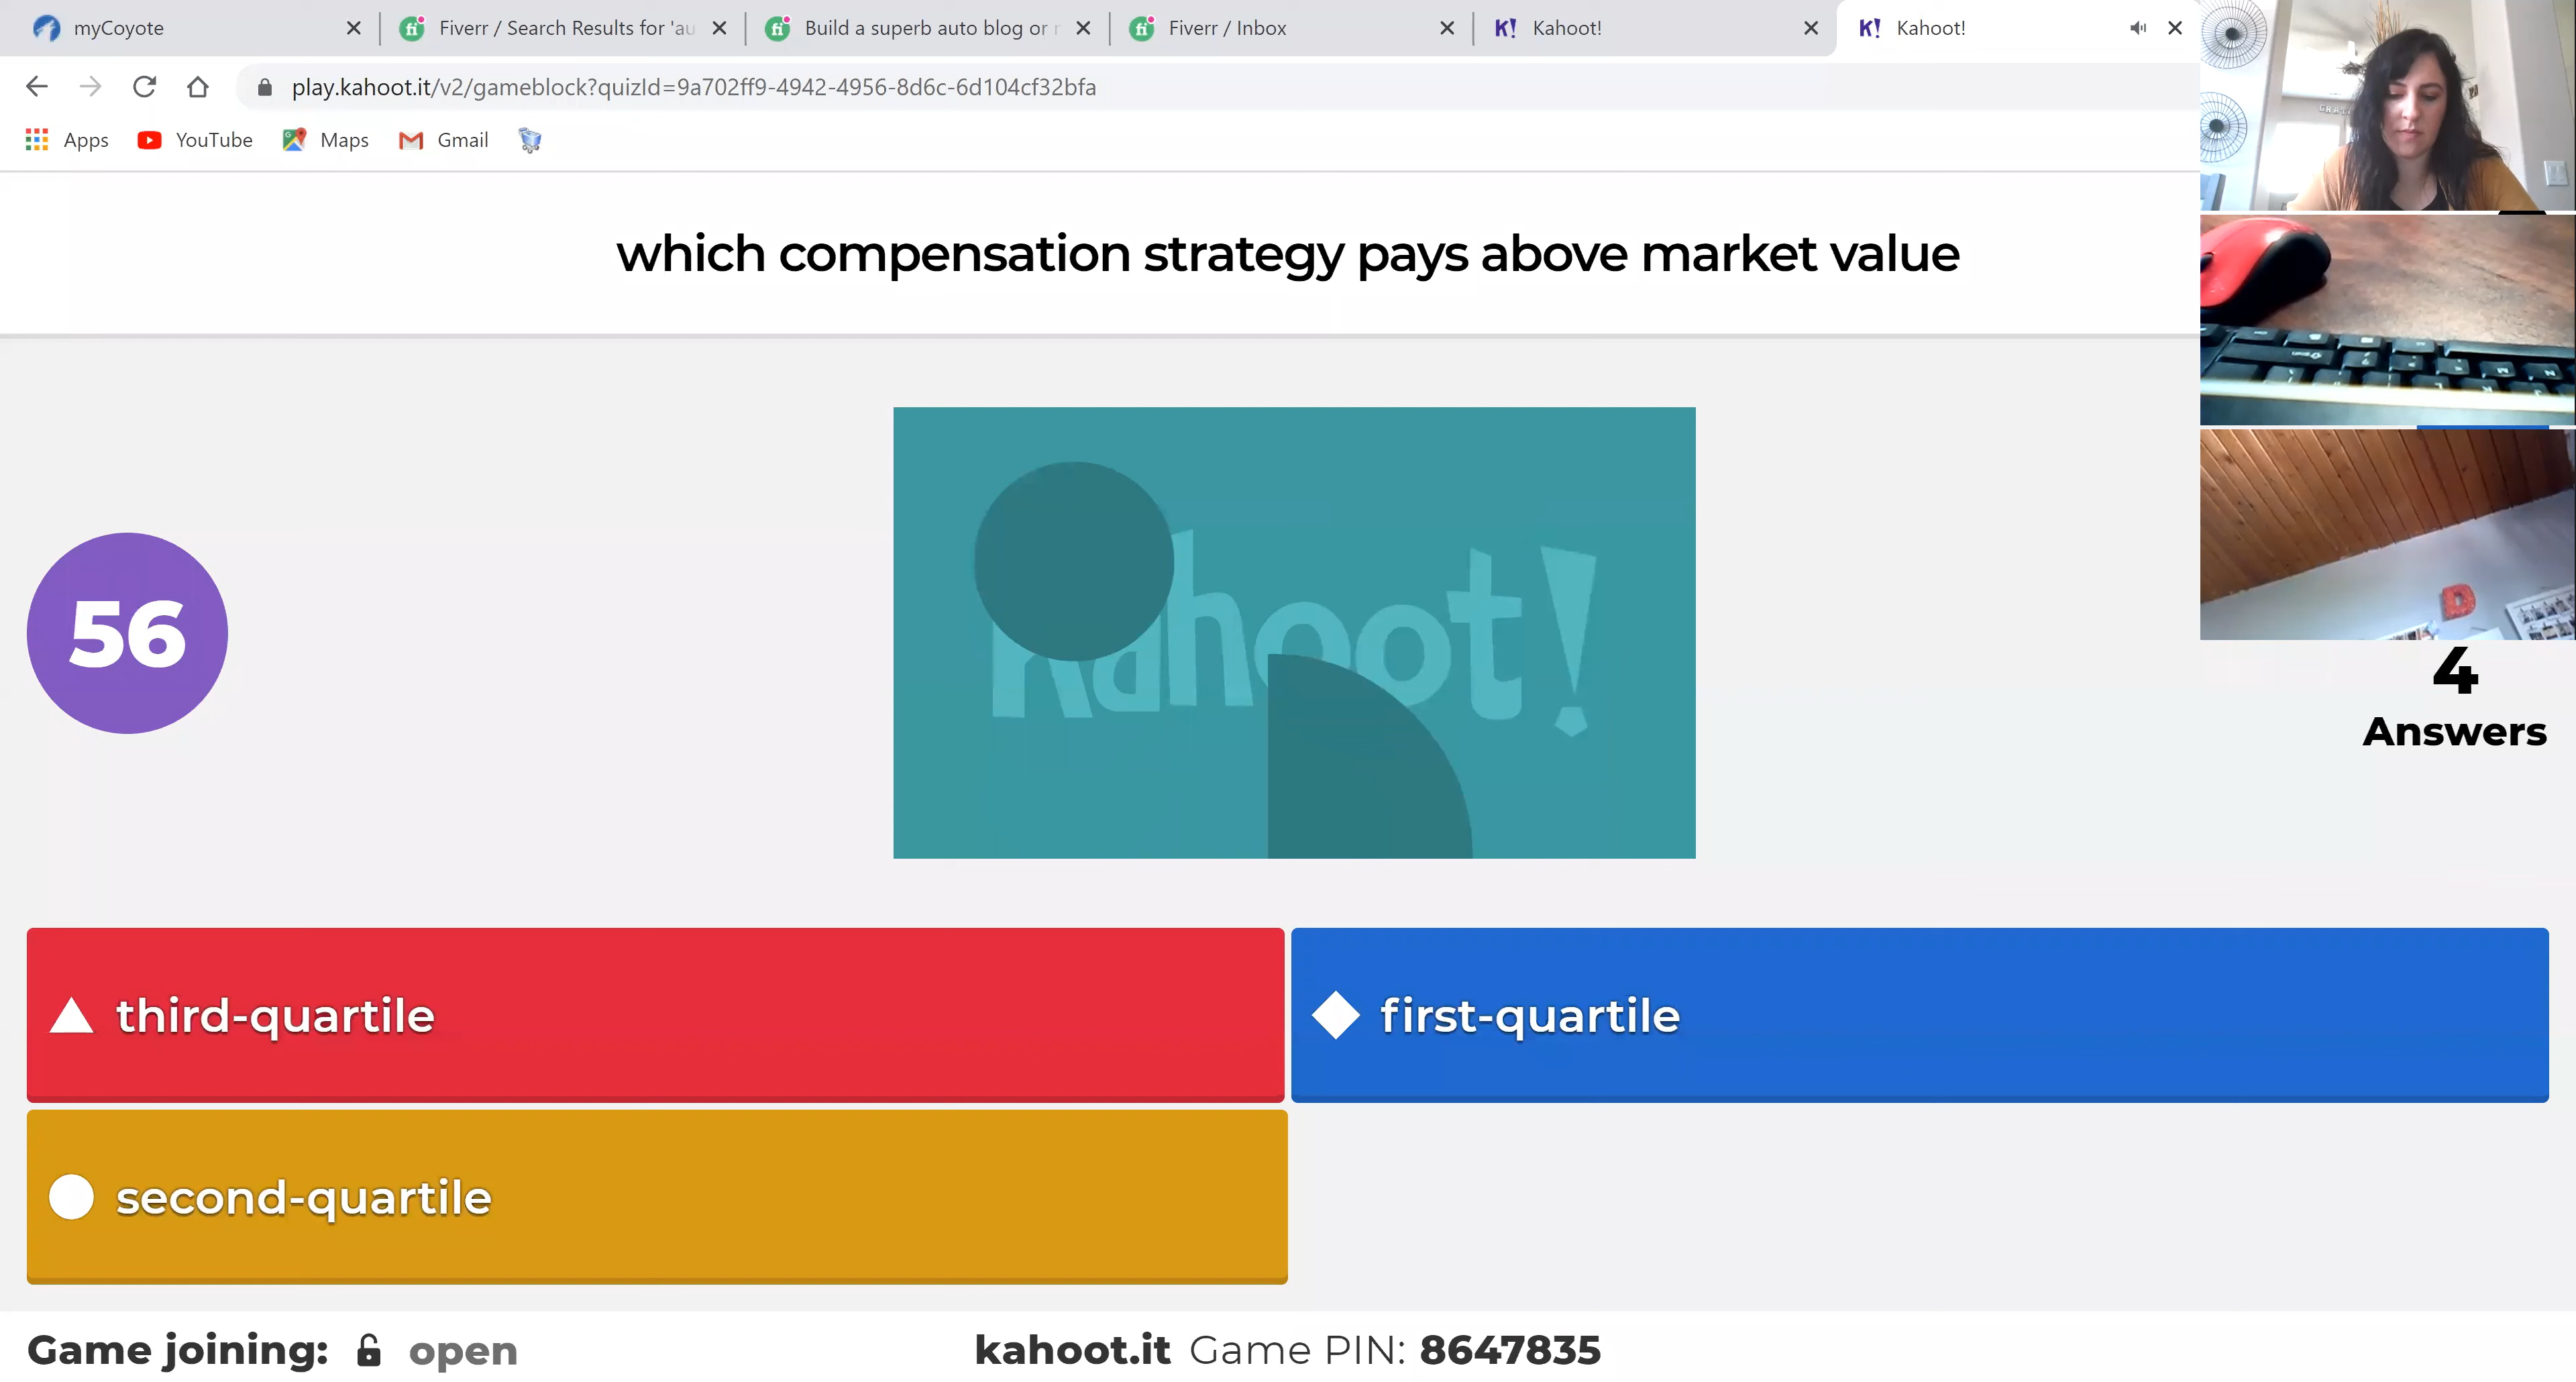 myCoyote
Fiverr / Search Results for 'au
Build a superb auto blog or r
Fiverr / Inbox
Kahoot!
Kahoot!
play.kahoot.it/v2/gameblock?quizId=9a702ff9-4942-4956-8d6c-6d104cf32bfa
Apps
YouTube
Maps
Gmail
which compensation strategy pays above market value
Kahoot!
56
D
4
Answers
third-quartile
first-quartile
second-quartile
Game joining: open
kahoot.it Game PIN: 8647835